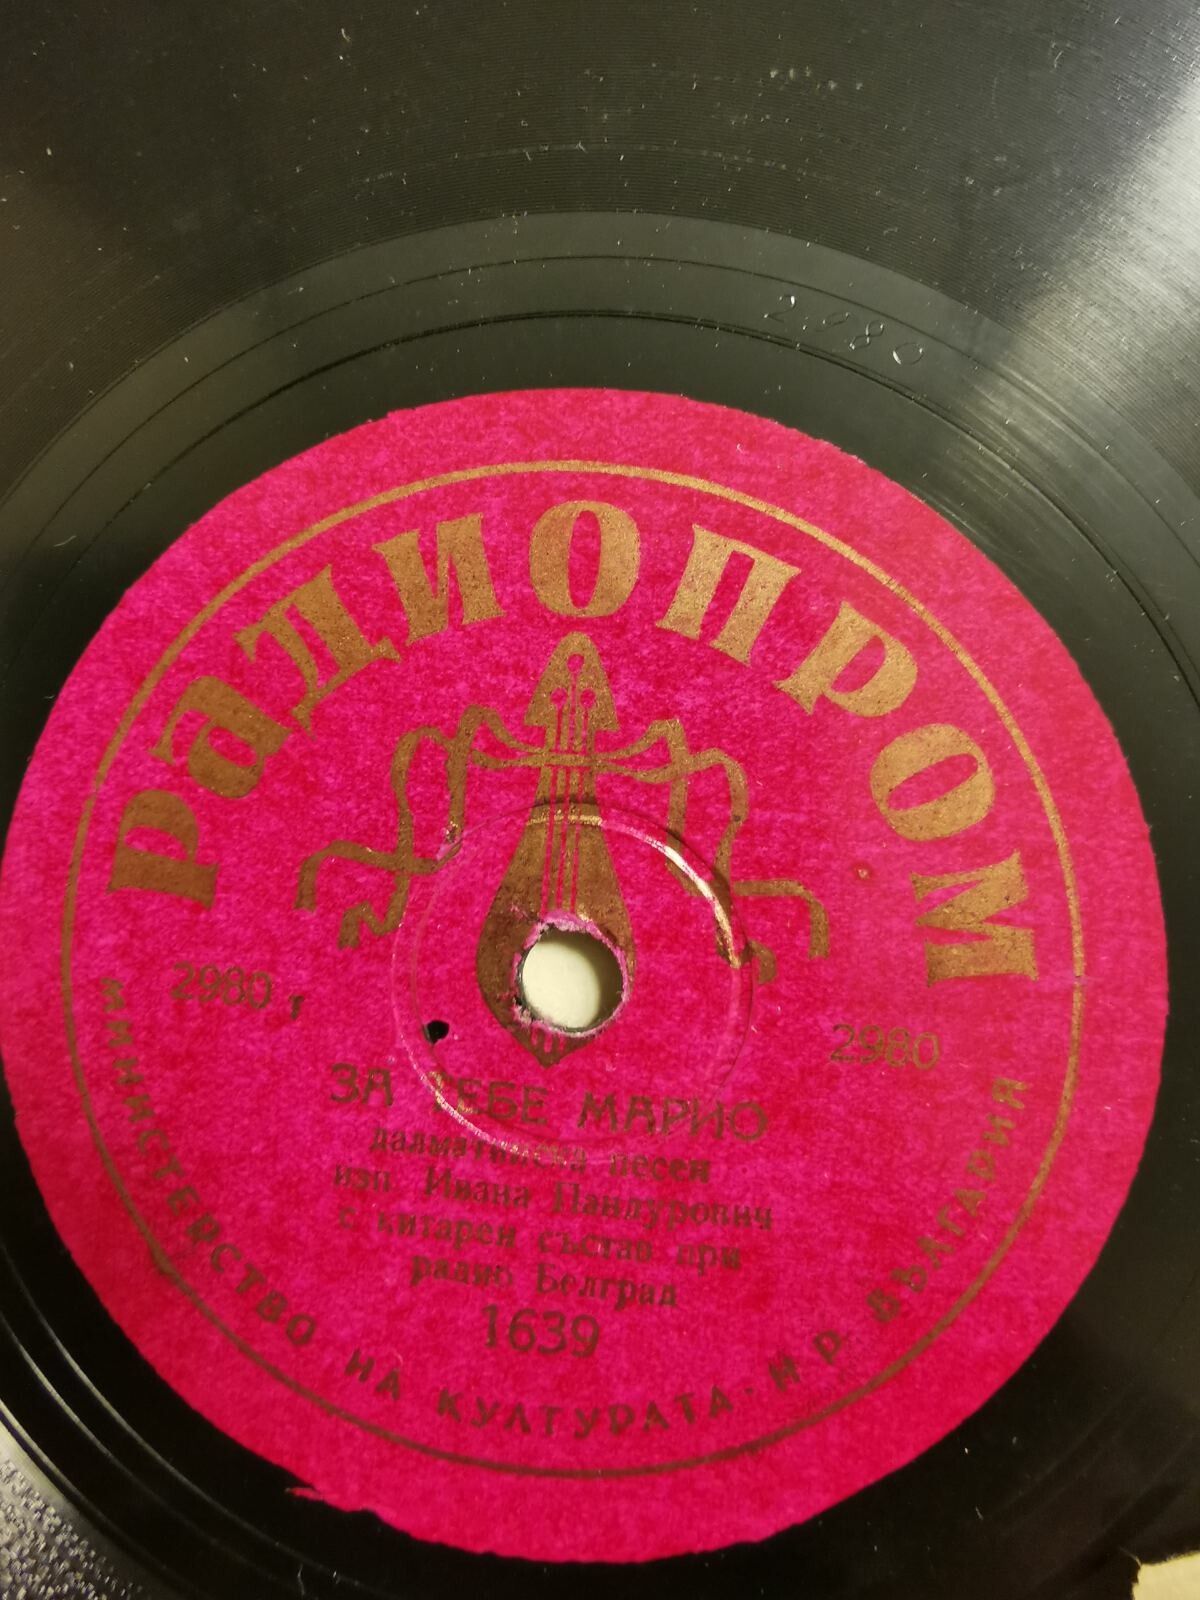 2980
РАДИОПРОМ
2980 т
2980
ЗА ТЕБЕ МАРИО
далматинска песен
изп. Ивана Пандурович
с китарен състав при
радио Белград
1639
МИНИСТЕРСТВО НА КУЛТУРАТА · Н Р БЪЛГАРИЯ